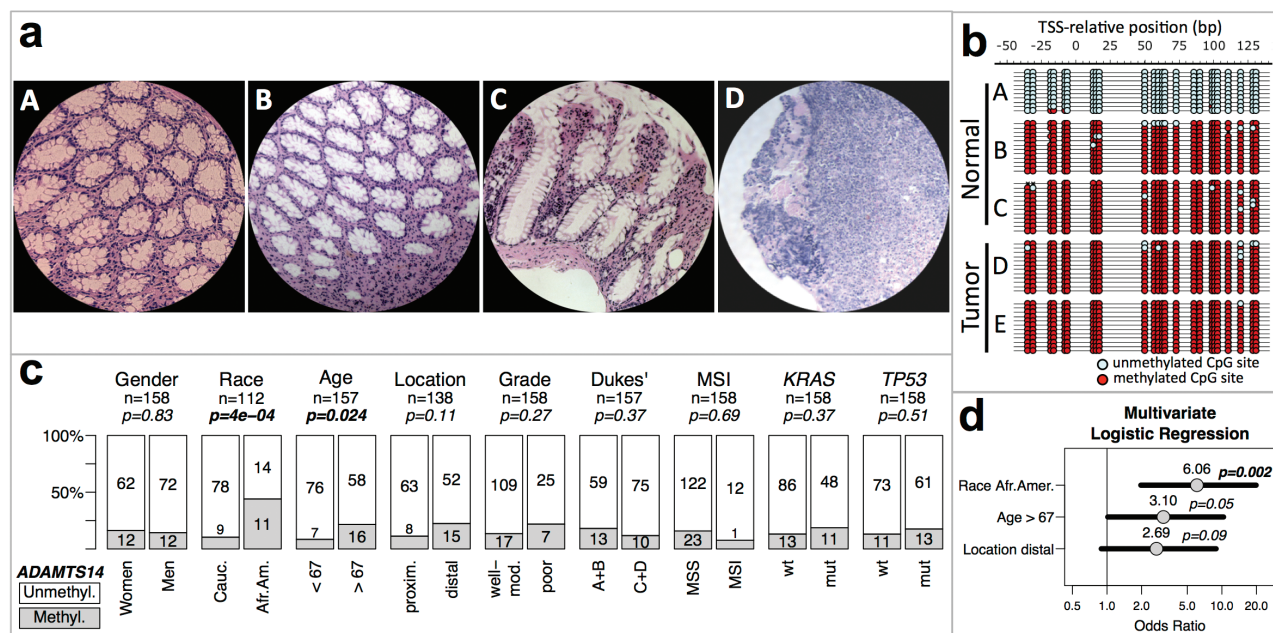 a
A B C D
b
TSS-relative position (bp)
-50 -25 0 25 50 75 100 125
Normal
A
B
C
Tumor
D
E
unmethylated CpG site
methylated CpG site
c
Gender Race Age Location Grade Dukes' MSI KRAS TP53
n=158 n=112 n=157 n=138 n=158 n=157 n=158 n=158 n=158
p=0.83 p=4e−04 p=0.024 p=0.11 p=0.27 p=0.37 p=0.69 p=0.37 p=0.51
100%
50%
62 72 78 14 76 58 63 52 109 25 59 75 122 12 86 48 73 61
12 12 9 11 7 16 8 15 17 7 13 10 23 1 13 11 11 13
ADAMTS14
Unmethyl.
Methyl.
Women Men Cauc. Afr.Am. < 67 > 67 proxim. distal well−
mod. poor A+B C+D MSS MSI wt mut wt mut
d
Multivariate
Logistic Regression
Race Afr.Amer. 6.06 p=0.002
Age > 67 3.10 p=0.05
Location distal 2.69 p=0.09
0.5 1.0 2.0 5.0 10.0 20.0
Odds Ratio